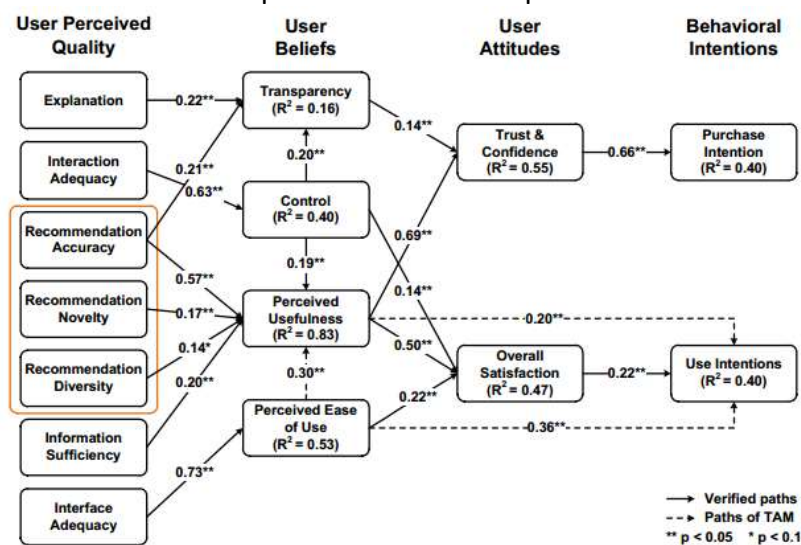 User Perceived
Quality
User
Beliefs
User
Attitudes
Behavioral
Intentions
Explanation
0.22**
Transparency
(R² = 0.16)
0.14**
Trust &
Confidence
(R² = 0.55)
0.66**
Purchase
Intention
(R² = 0.40)
Interaction
Adequacy
0.21**
0.63**
0.20**
Control
(R² = 0.40)
Recommendation
Accuracy
0.57**
0.19**
0.69**
0.14**
Recommendation
Novelty
0.17**
Perceived
Usefulness
(R² = 0.83)
0.20**
0.50**
Recommendation
Diversity
0.14*
0.20**
0.30**
Overall
Satisfaction
(R² = 0.47)
0.22**
Use Intentions
(R² = 0.40)
0.22**
Information
Sufficiency
Perceived Ease
of Use
(R² = 0.53)
0.36**
0.73**
Interface
Adequacy
Verified paths
Paths of TAM
** p < 0.05 * p < 0.1